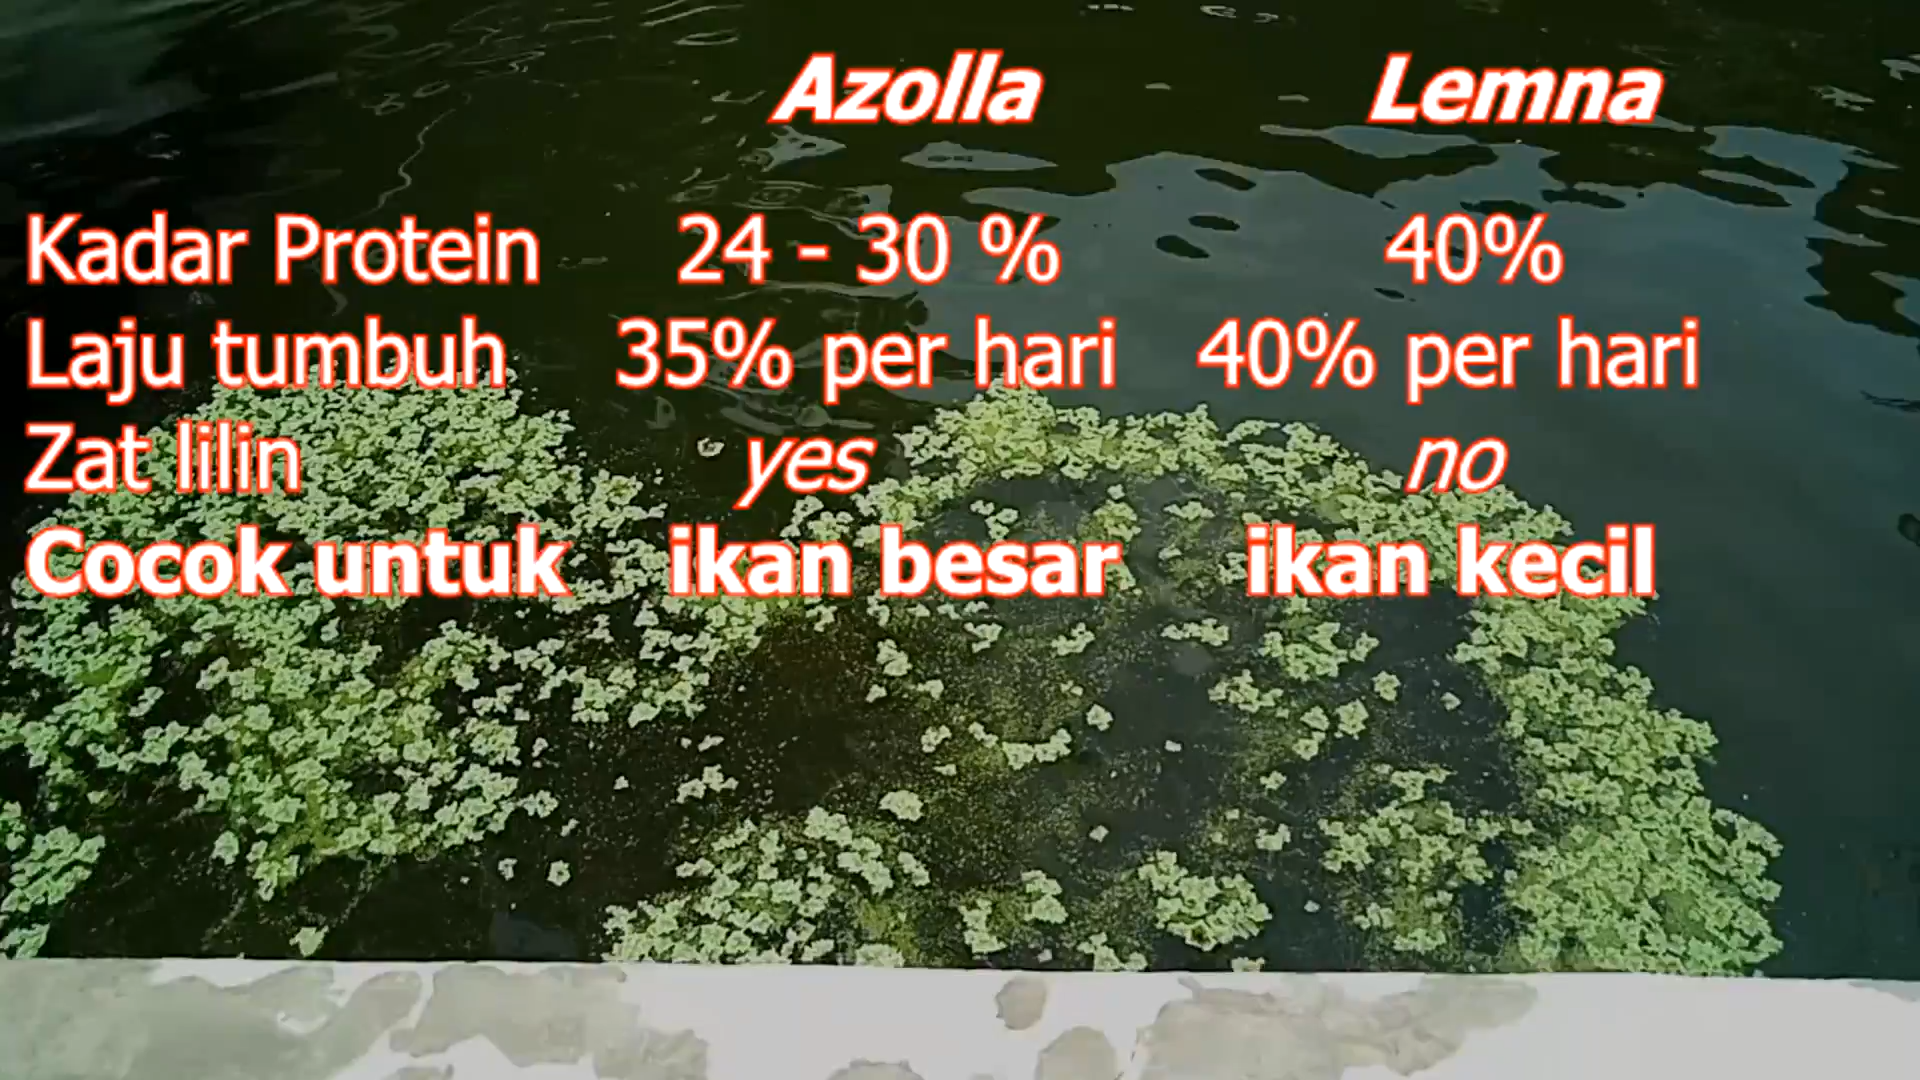 Azolla Lemna
Kadar Protein 24 - 30 % 40%
Laju tumbuh 35% per hari 40% per hari
Zat lilin yes no
Cocok untuk ikan besar ikan kecil